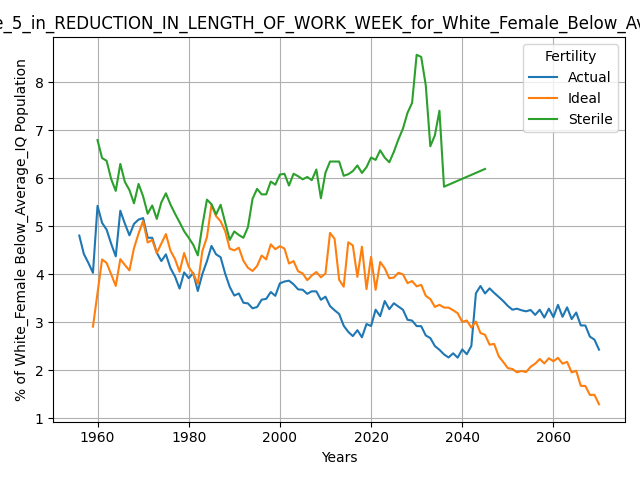 e_5_in_REDUCTION_IN_LENGTH_OF_WORK_WEEK_for_White_Female_Below_Av
Fertility
Actual
Ideal
Sterile
% of White_Female Below_Average_IQ Population
8
7
6
5
4
3
2
1
1960 1980 2000 2020 2040 2060
Years